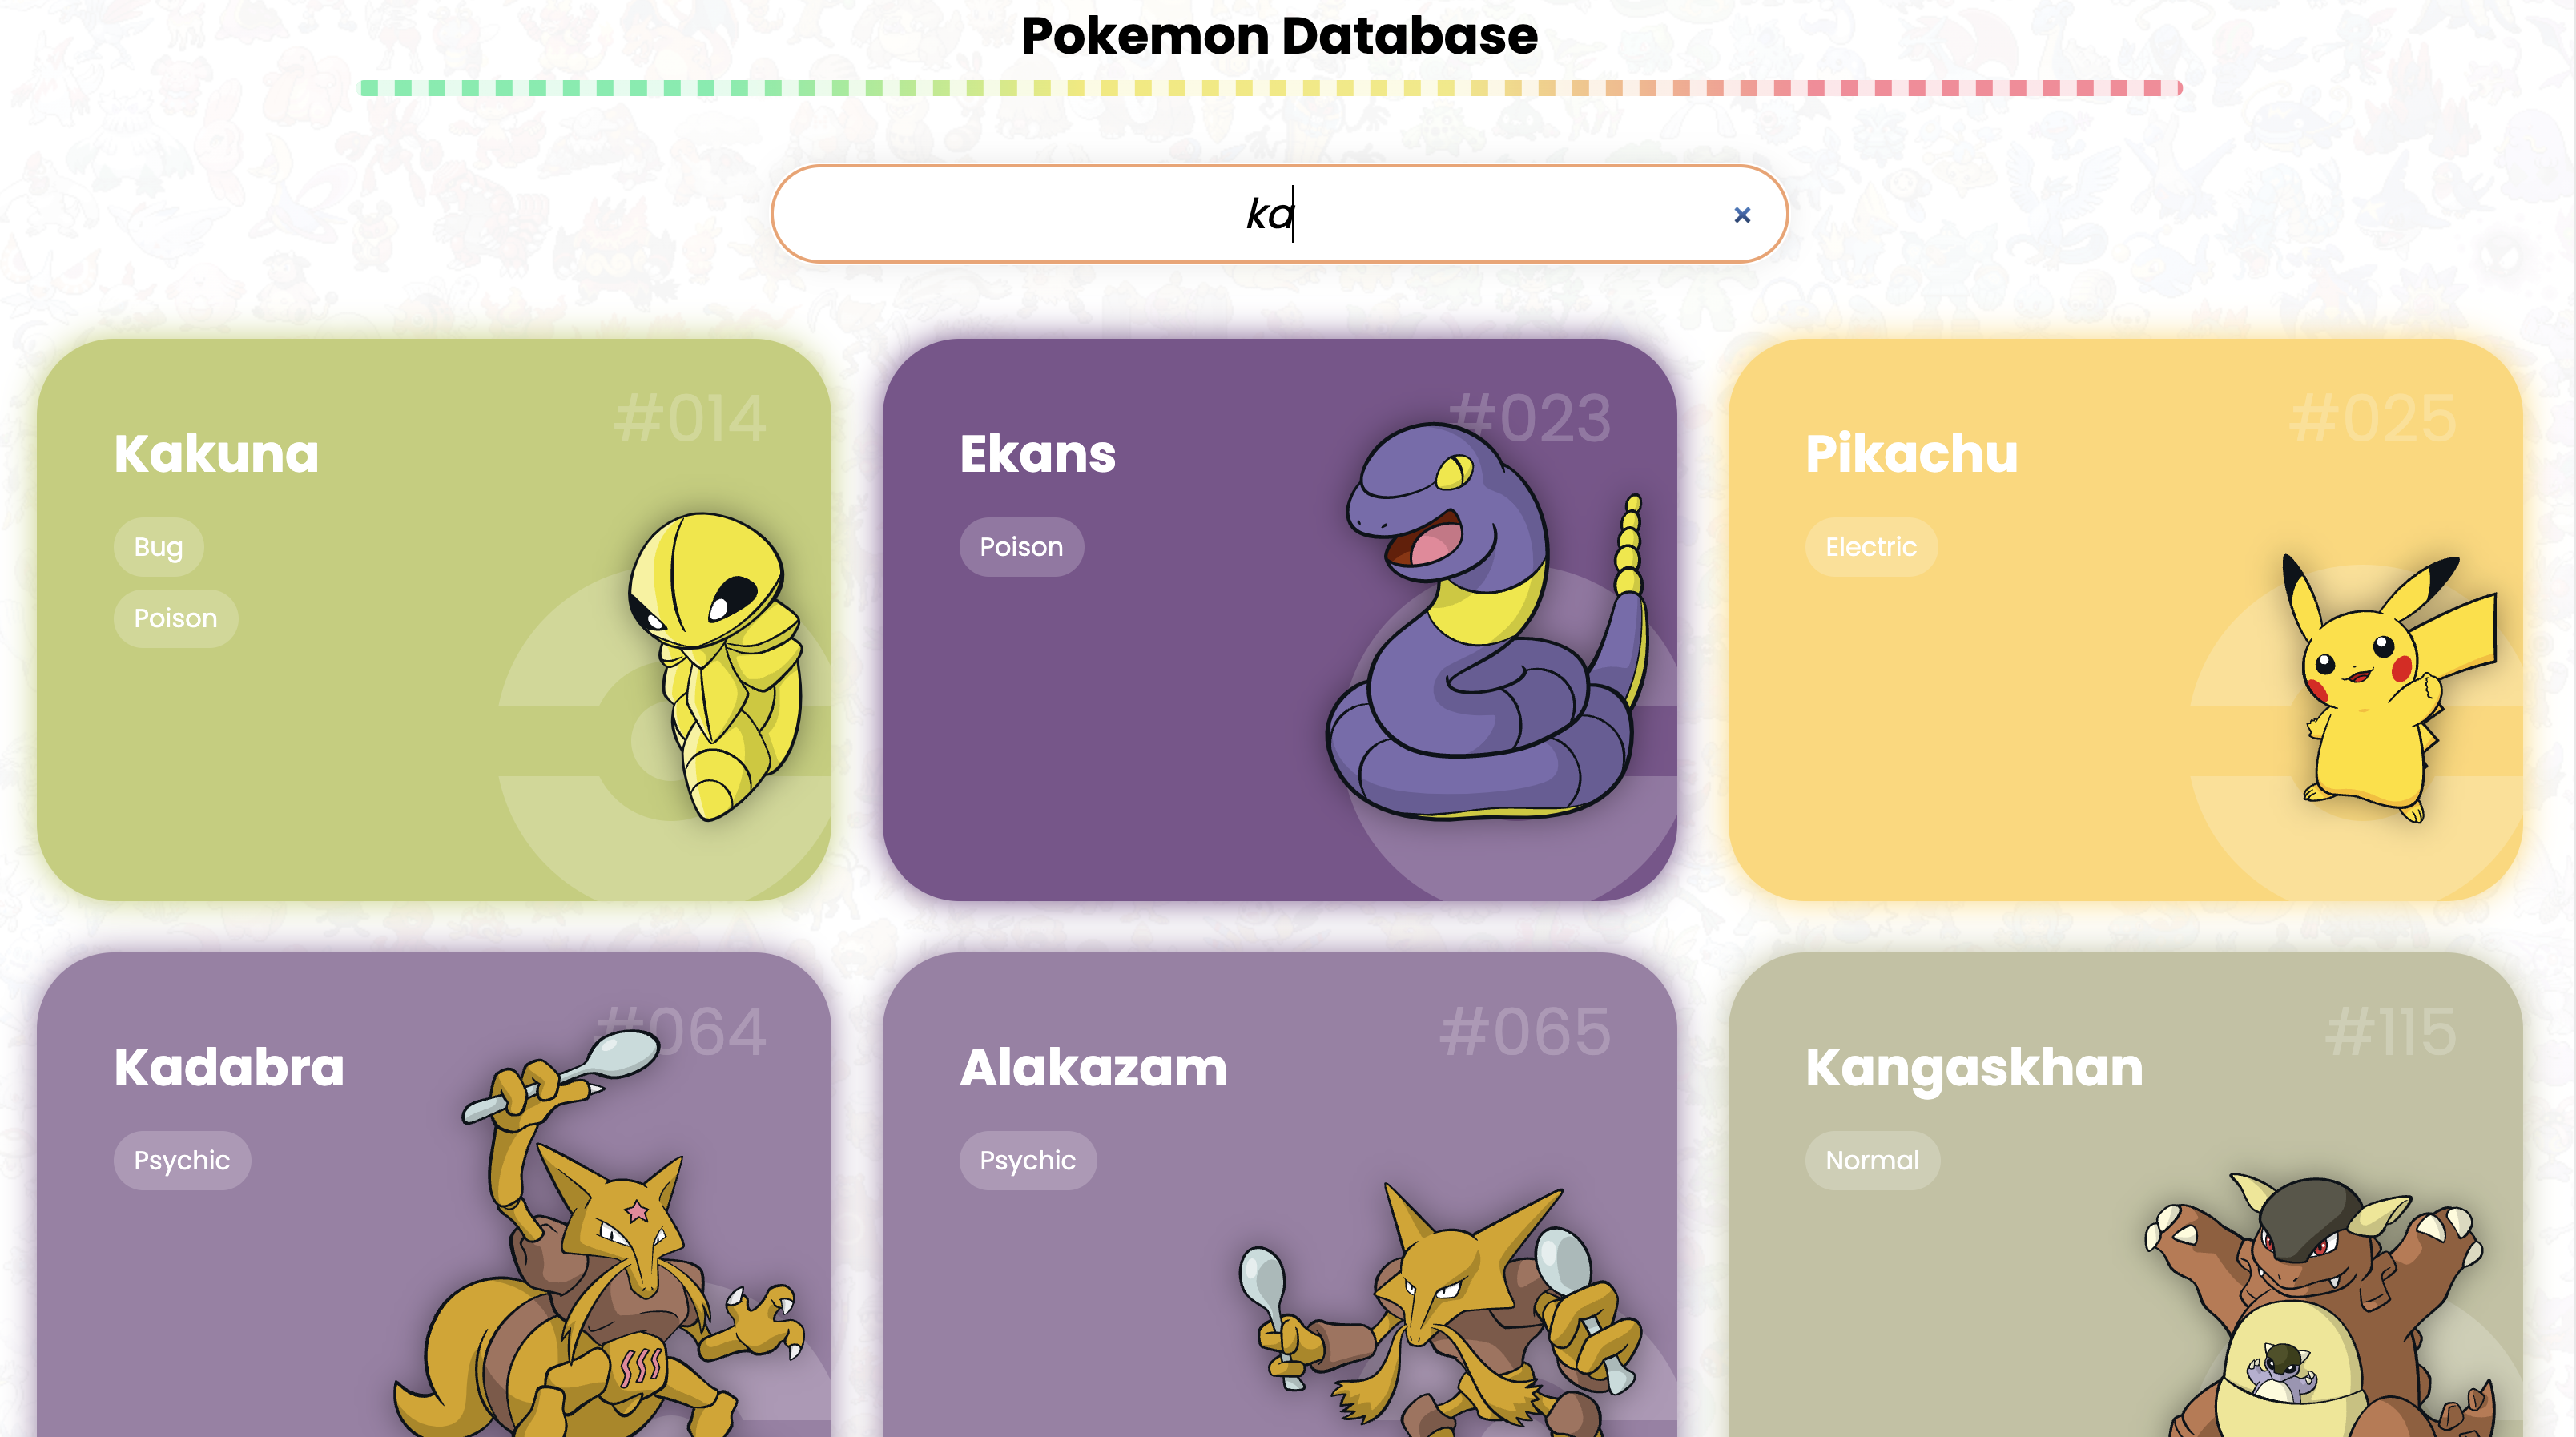 Pokemon Database
ka
×
#014
Kakuna
Bug
Poison
#023
Ekans
Poison
#025
Pikachu
Electric
#064
Kadabra
Psychic
#065
Alakazam
Psychic
#115
Kangaskhan
Normal